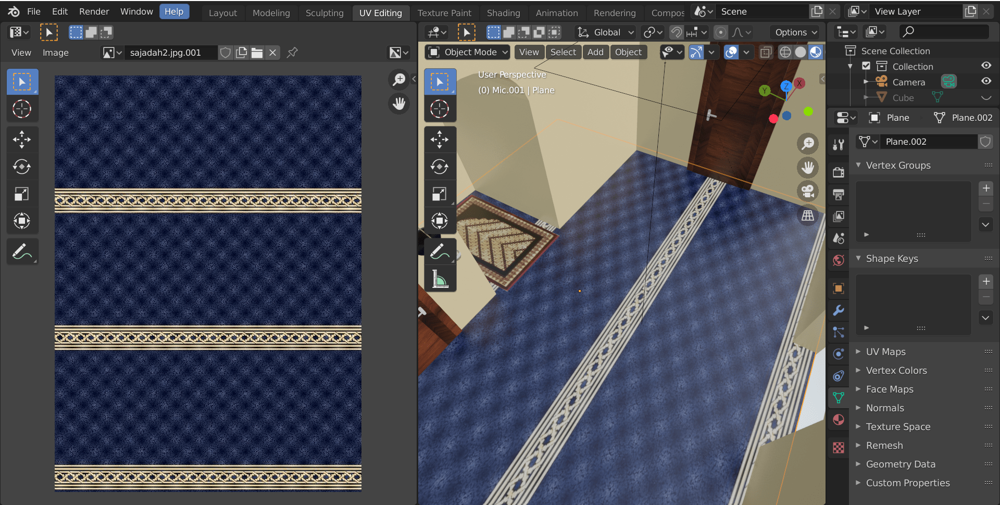 File Edit Render Window Help Layout Modeling Sculpting UV Editing Texture Paint Shading Animation Rendering Compos Scene View Layer
Global Options
View Image sajadah2.jpg.001 Object Mode View Select Add Object
Scene Collection
Collection
Camera
Cube
User Perspective
(0) Mic.001 | Plane
X
Y
Z
Plane Plane.002
Plane.002
Vertex Groups
Shape Keys
UV Maps
Vertex Colors
Face Maps
Normals
Texture Space
Remesh
Geometry Data
Custom Properties